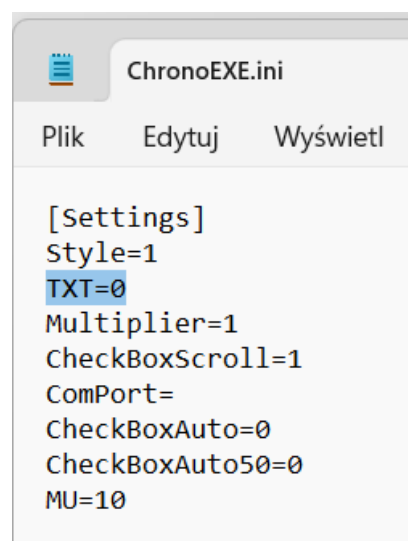 ChronoEXE.ini
Plik Edytuj Wyświetl
[Settings]
Style=1
TXT=0
Multiplier=1
CheckBoxScroll=1
ComPort=
CheckBoxAuto=0
CheckBoxAuto50=0
MU=10